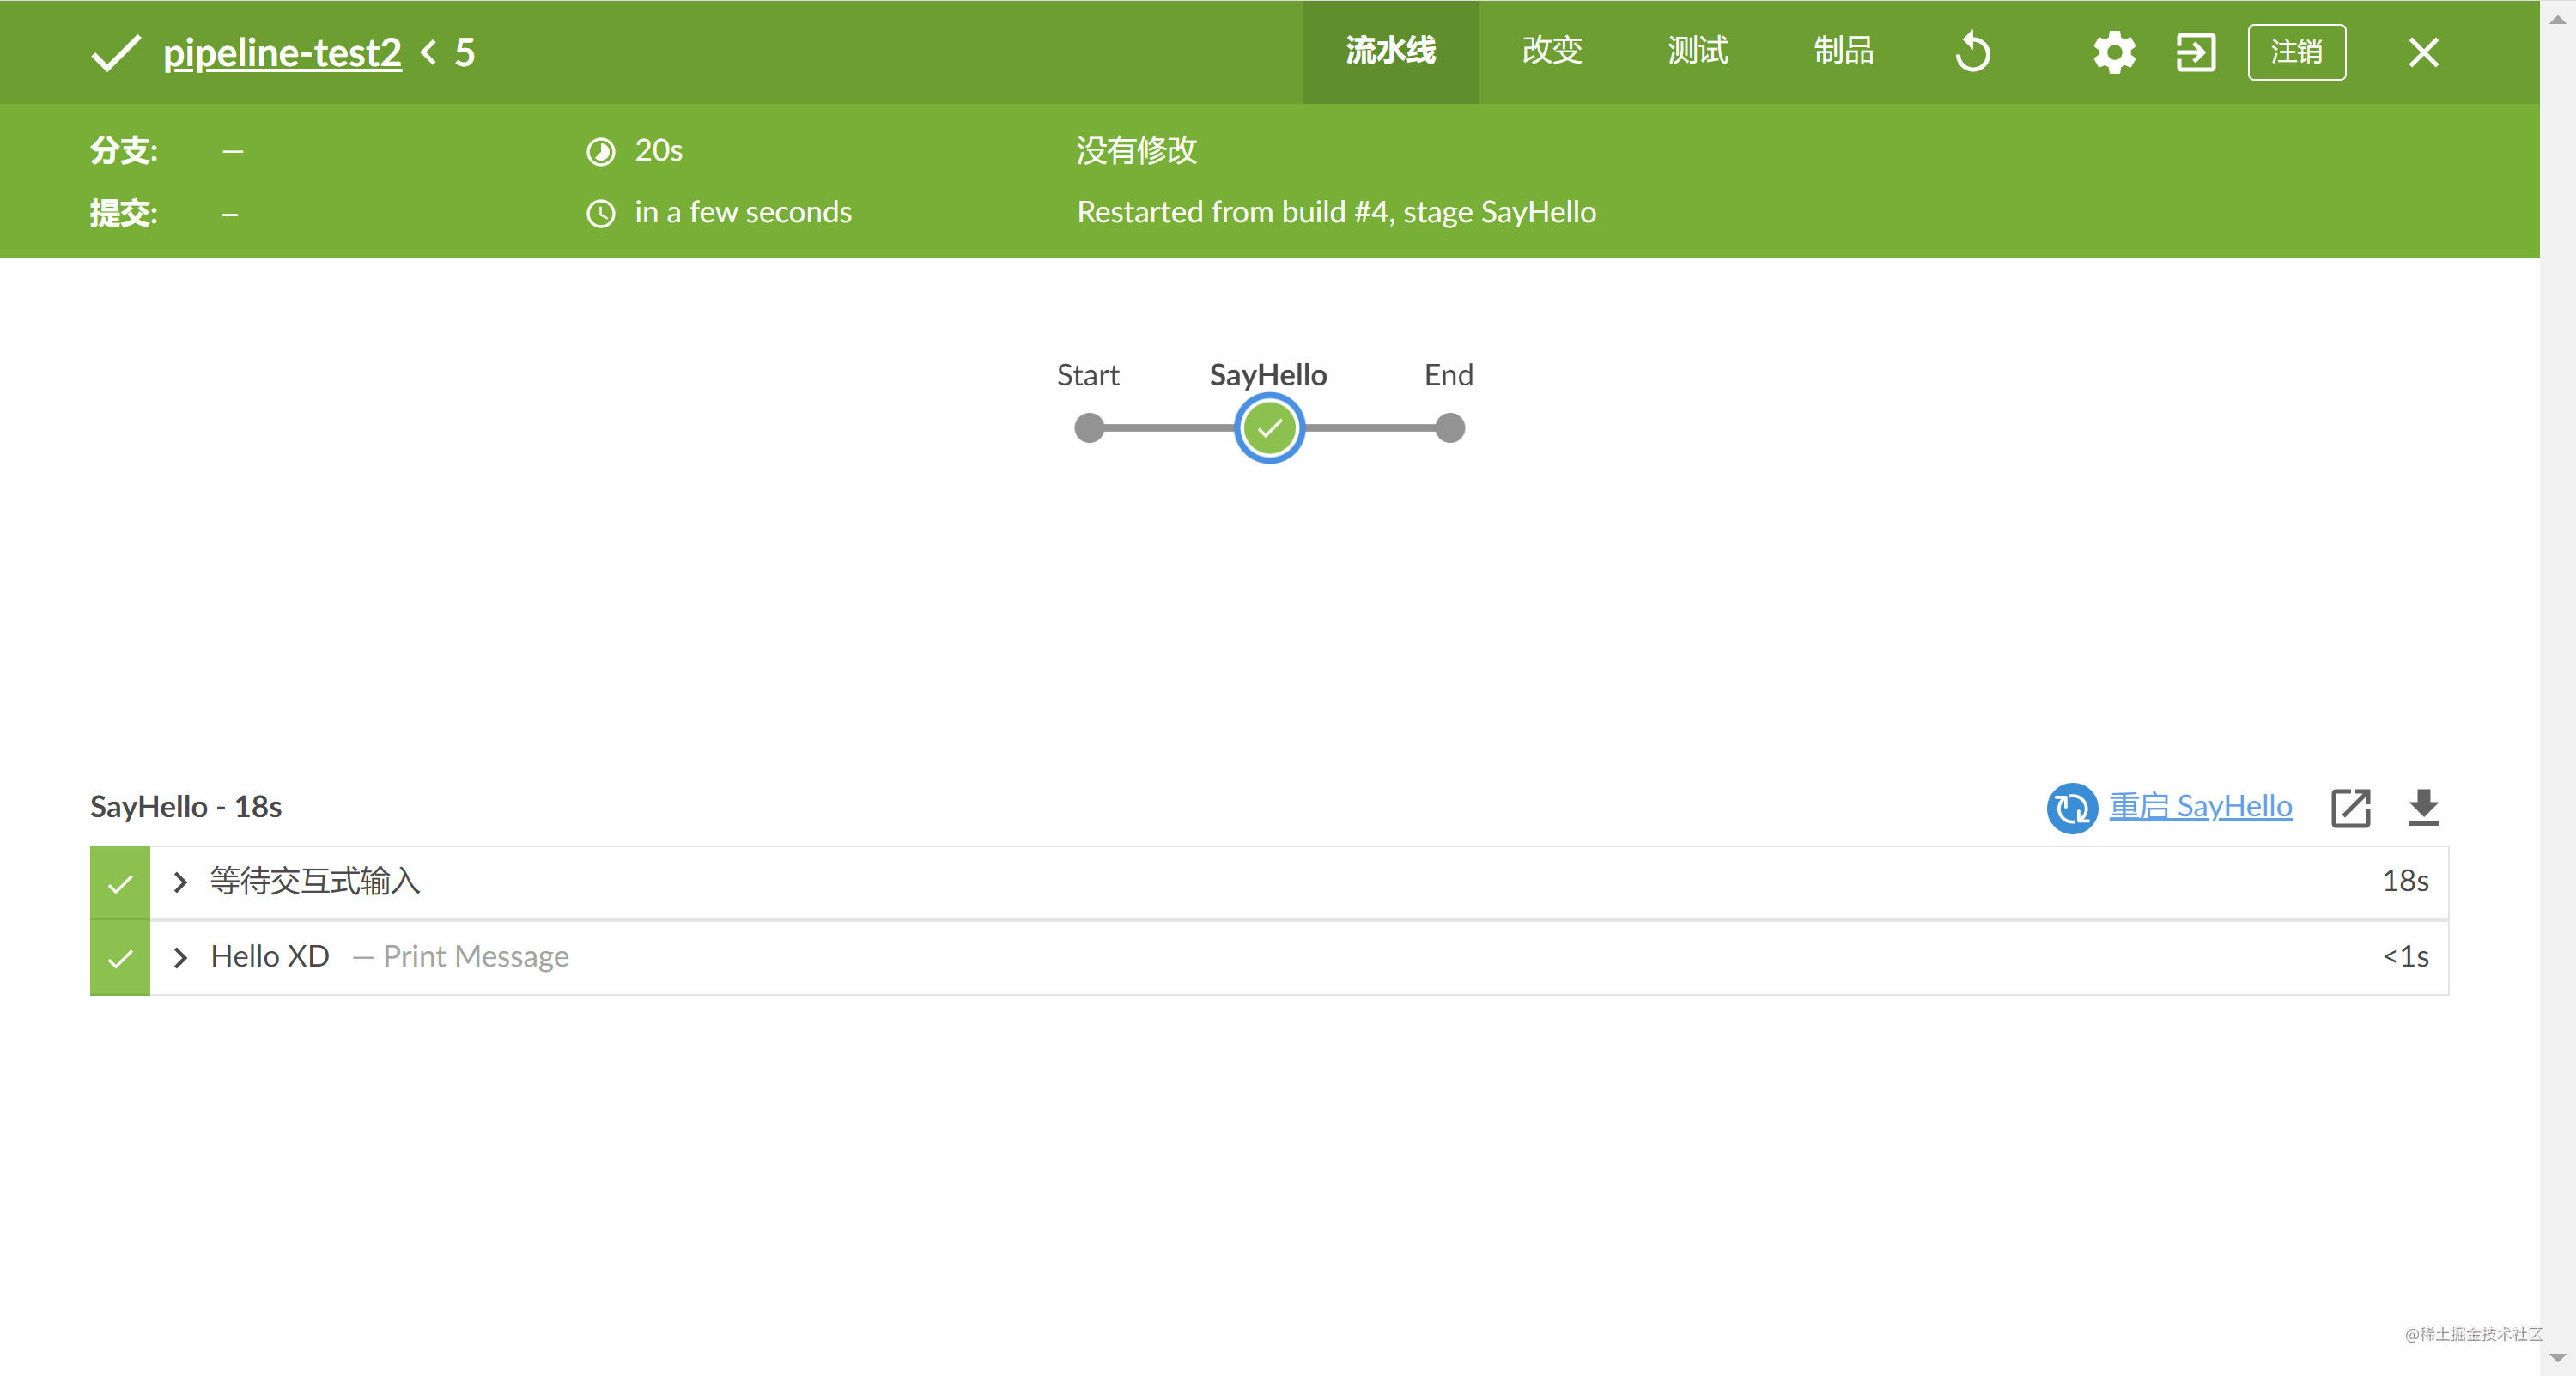 pipeline-test2 < 5
流水线 改变 测试 制品 注销
分支: — 20s 没有修改
提交: – in a few seconds Restarted from build #4, stage SayHello
Start SayHello End
SayHello - 18s 重启 SayHello
等待交互式输入 18s
Hello XD — Print Message <1s
@稀土掘金技术社区